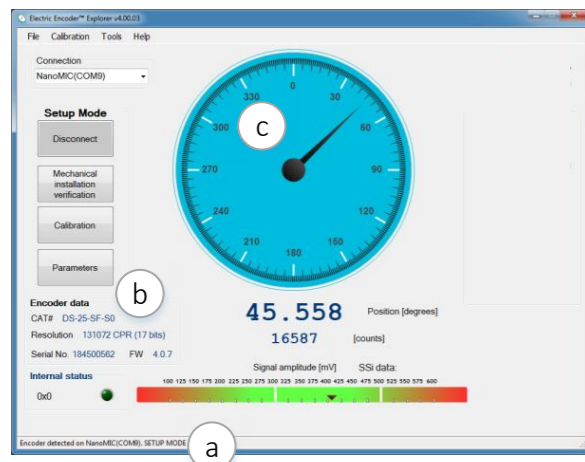 Electric Encoder™ Explorer v4.00.03
File Calibration Tools Help
Connection
NanoMIC(COM9)
Setup Mode
Disconnect
Mechanical
installation
verification
Calibration
Parameters
b
Encoder data
CAT# DS-25-SF-S0
Resolution 131072 CPR (17 bits)
Serial No. 184500562 FW 4.0.7
Internal status
0x0
0
330 30
c
300 60
270 90
240 120
210 150
180
45.558 Position [degrees]
16587 [counts]
Signal amplitude [mV] SSi data:
100 125 150 175 200 225 250 275 300 325 350 375 400 425 450 475 500 525 550 575 600
Encoder detected on NanoMIC(COM9). SETUP MODE
a